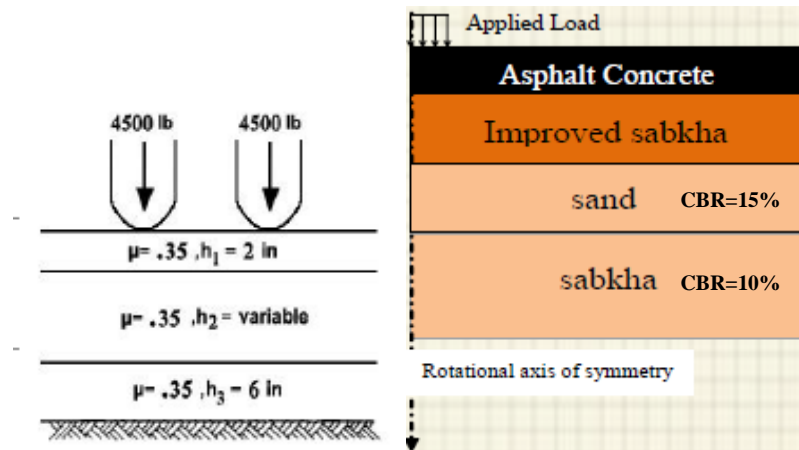 4500 lb 4500 lb
μ= .35 ,h1 = 2 in
μ= .35 ,h2= variable
μ= .35 ,h3 = 6 in
Applied Load
Asphalt Concrete
Improved sabkha
sand CBR=15%
sabkha CBR=10%
Rotational axis of symmetry